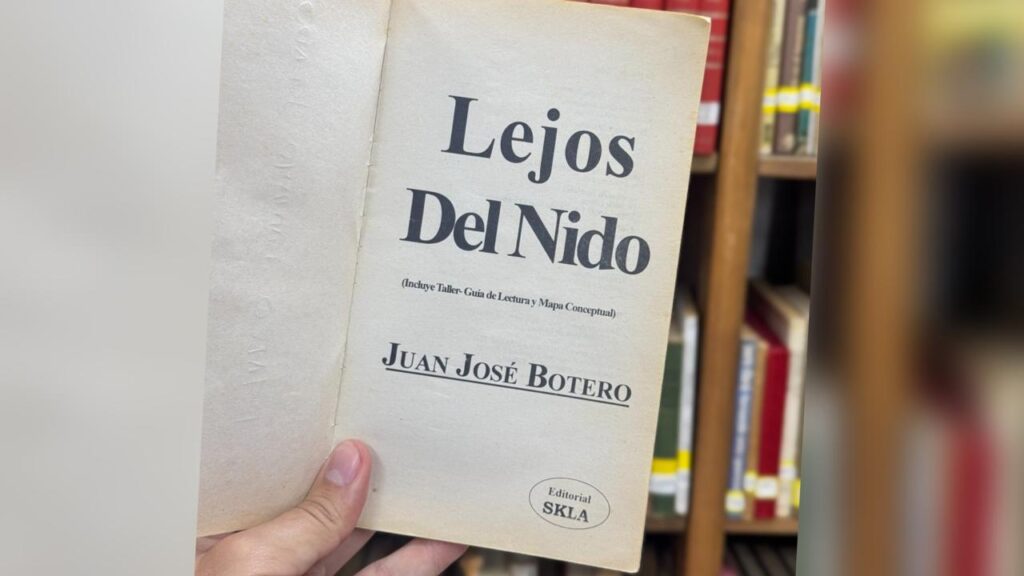 Lejos
Del Nido
(Incluye Taller- Guía de Lectura y Mapa Conceptual)
JUAN JOSÉ BOTERO
Editorial
SKLA